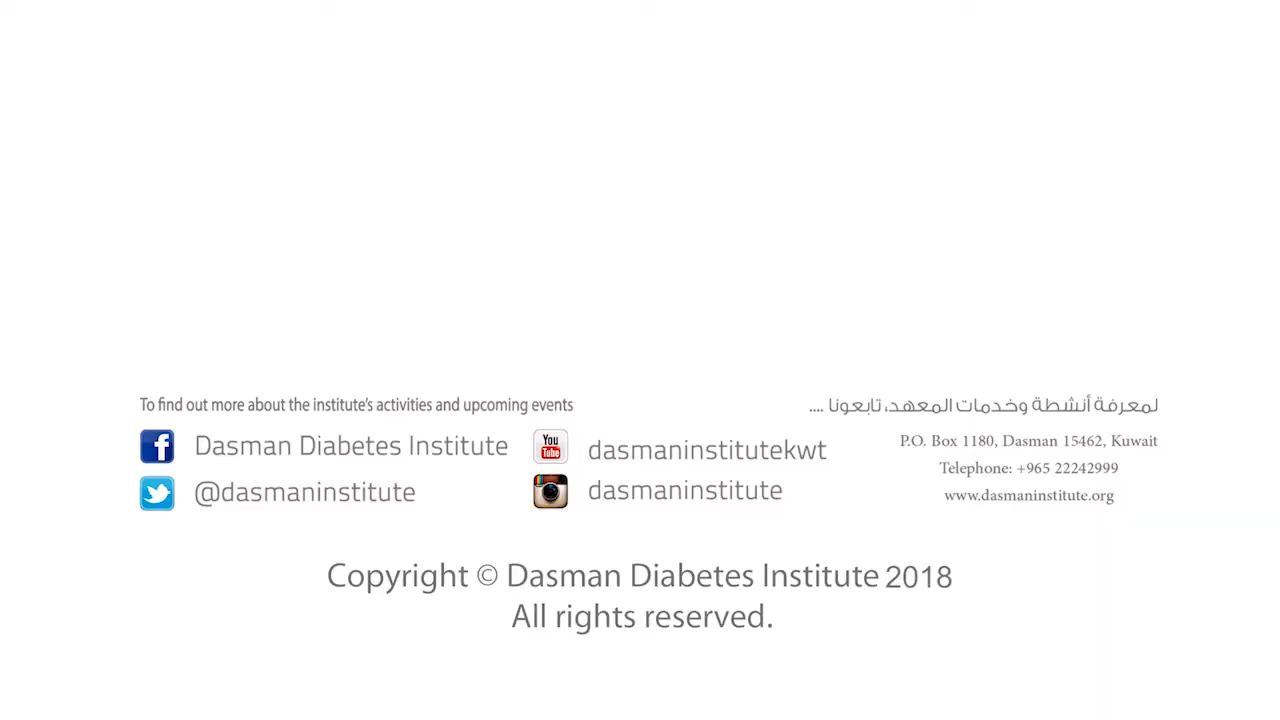 To find out more about the institute's activities and upcoming events
لمعرفة أنشطة وخدمات المعهد، تابعونا ....
Dasman Diabetes Institute
You Tube
dasmaninstitutekwt
@dasmaninstitute
dasmaninstitute
P.O. Box 1180, Dasman 15462, Kuwait
Telephone: +965 22242999
www.dasmaninstitute.org
Copyright © Dasman Diabetes Institute 2018
All rights reserved.